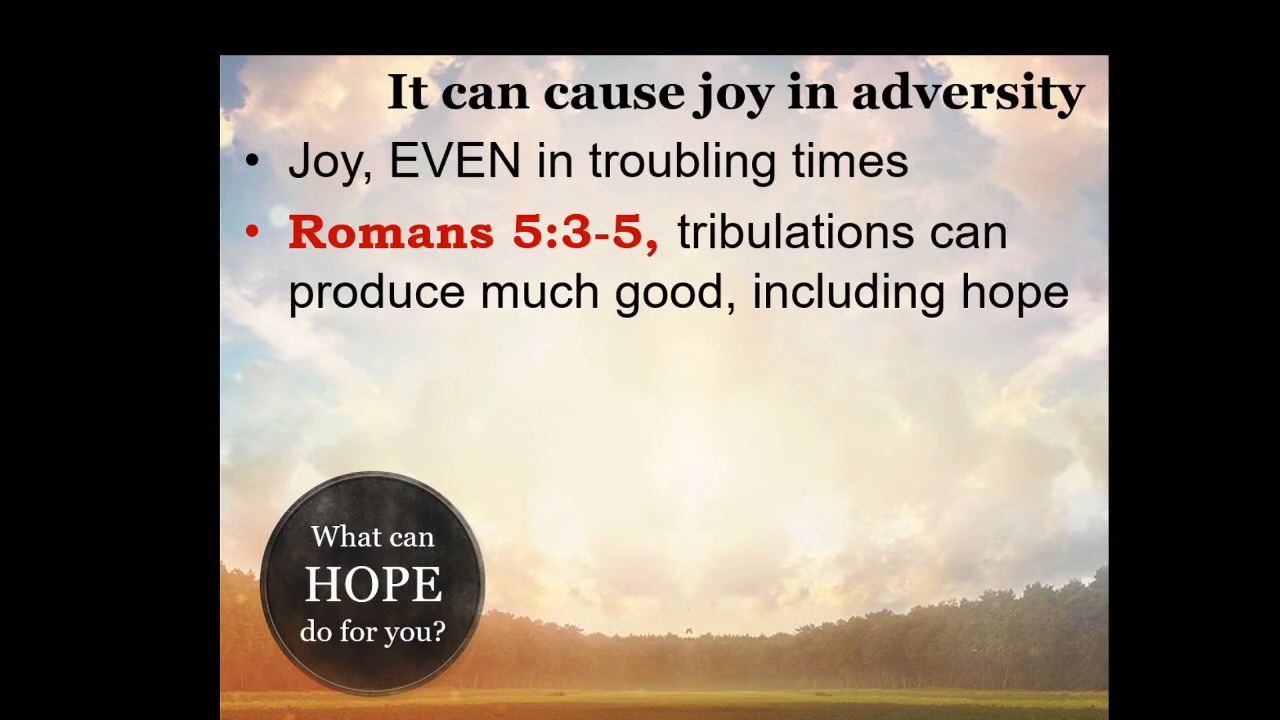 It can cause joy in adversity
• Joy, EVEN in troubling times
• Romans 5:3-5, tribulations can
produce much good, including hope
What can
HOPE
do for you?